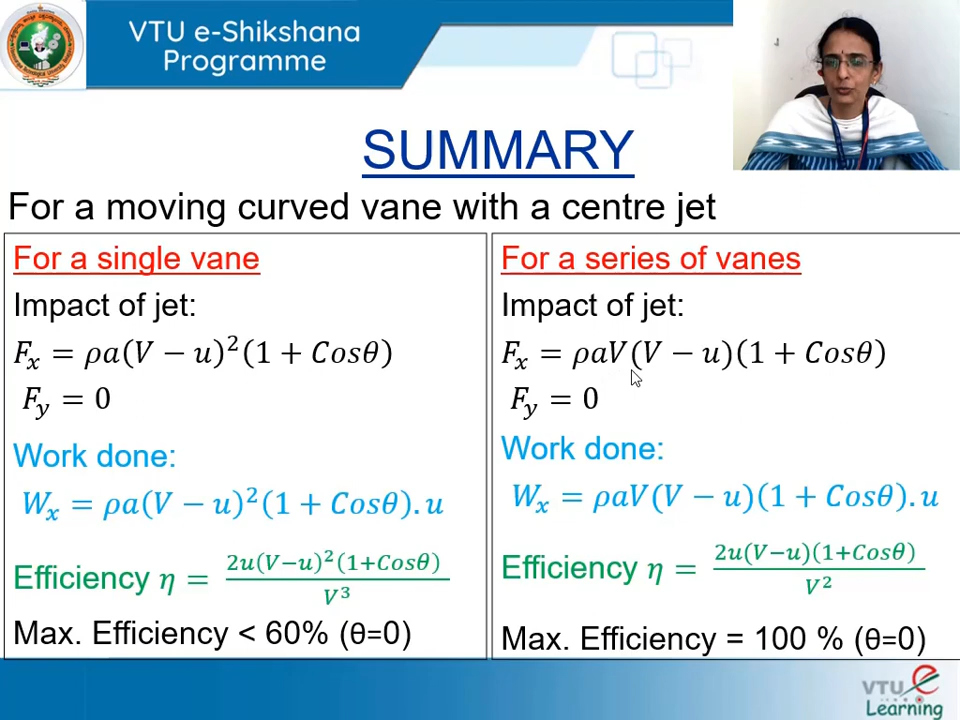 VTU e-Shikshana
Programme
SUMMARY
For a moving curved vane with a centre jet
For a single vane
Impact of jet:
Fₓ = ρa(V − u)²(1 + Cosθ)
F_y = 0
Work done:
Wₓ = ρa(V − u)²(1 + Cosθ). u
Efficiency η = 2u(V−u)²(1+Cosθ) / V³
Max. Efficiency < 60% (θ=0)
For a series of vanes
Impact of jet:
Fₓ = ρaV(V − u)(1 + Cosθ)
F_y = 0
Work done:
Wₓ = ρaV(V − u)(1 + Cosθ). u
Efficiency η = 2u(V−u)(1+Cosθ) / V²
Max. Efficiency = 100 % (θ=0)
VTU e
Learning